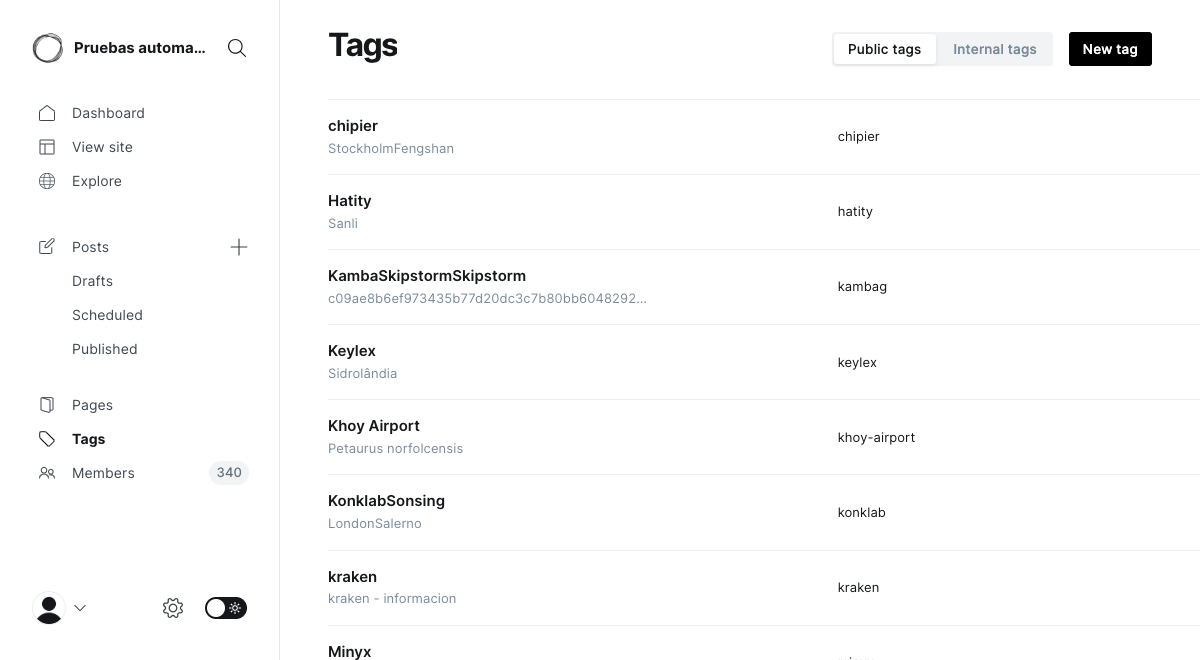 Pruebas automa...
Dashboard
View site
Explore
Posts
Drafts
Scheduled
Published
Pages
Tags
Members 340
Tags
Public tags Internal tags New tag
chipier
StockholmFengshan
chipier
Hatity
Sanli
hatity
KambaSkipstormSkipstorm
c09ae8b6ef973435b77d20dc3c7b80bb6048292...
kambag
Keylex
Sidrolândia
keylex
Khoy Airport
Petaurus norfolcensis
khoy-airport
KonklabSonsing
LondonSalerno
konklab
kraken
kraken - informacion
kraken
Minyx